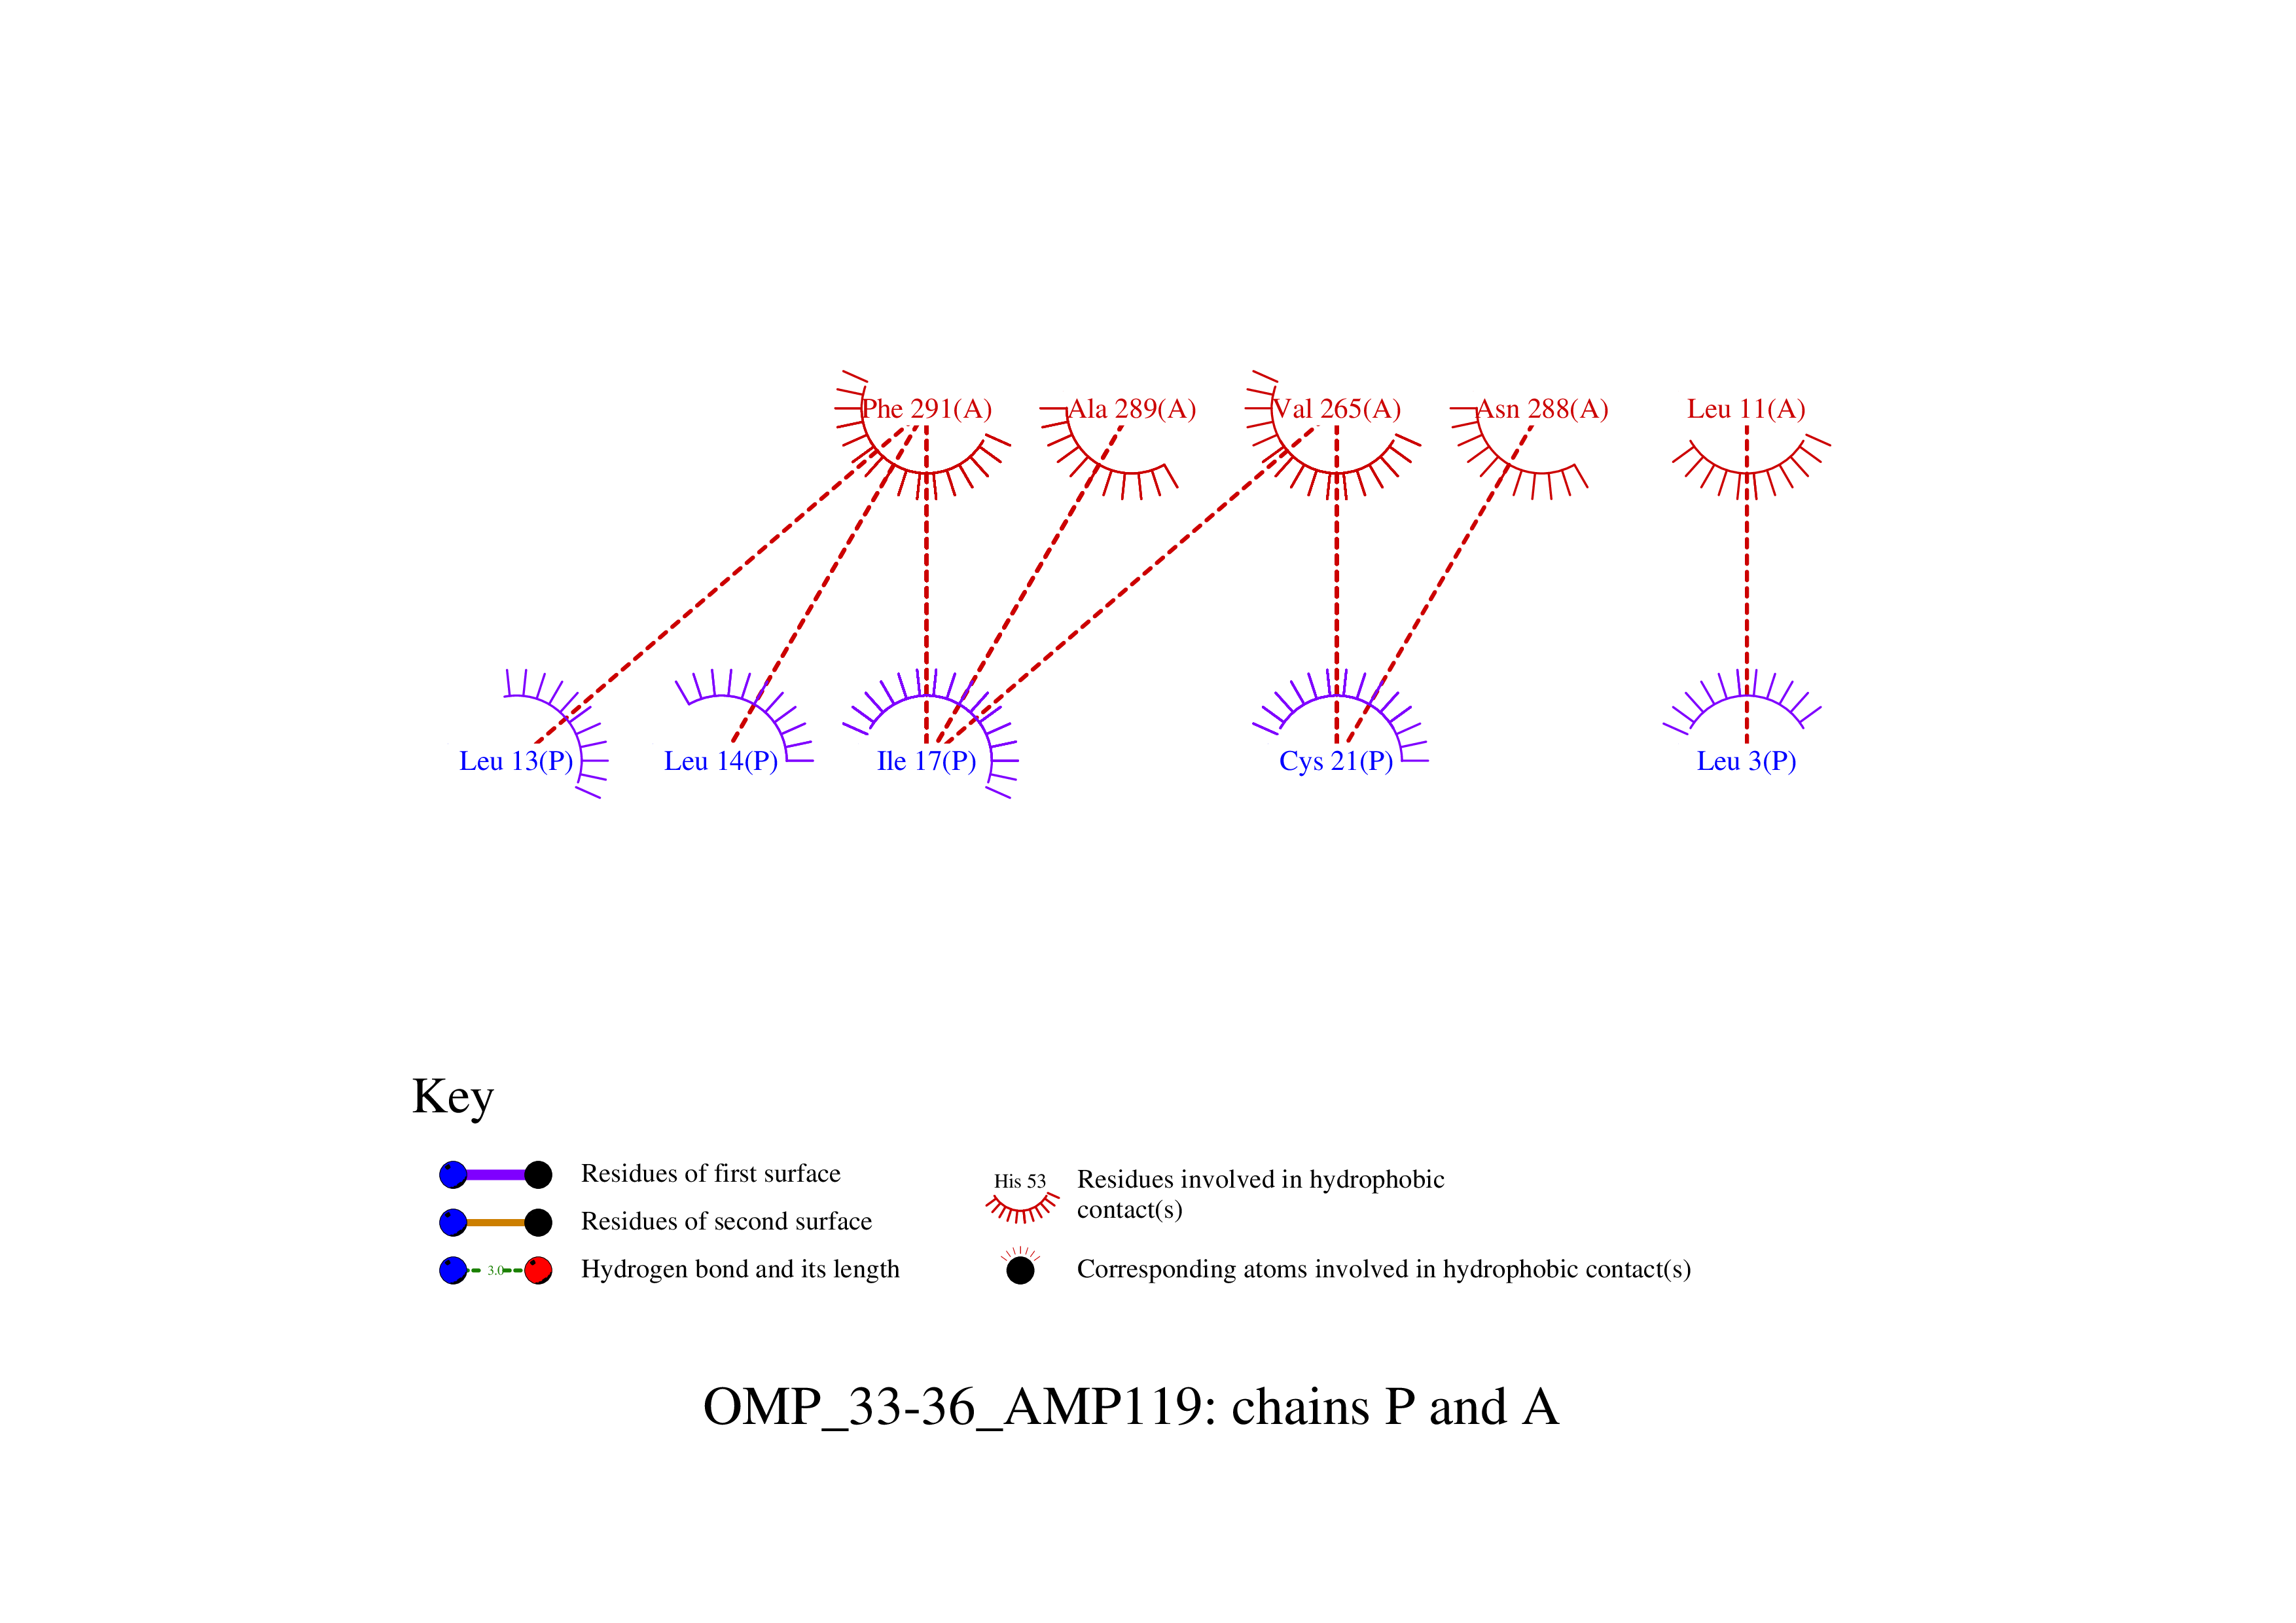 Phe 291(A) Ala 289(A) Val 265(A) Asn 288(A) Leu 11(A)
Leu 13(P) Leu 14(P) Ile 17(P) Cys 21(P) Leu 3(P)
Key
Residues of first surface
Residues of second surface
3.0 Hydrogen bond and its length
His 53 Residues involved in hydrophobic
contact(s)
Corresponding atoms involved in hydrophobic contact(s)
OMP_33-36_AMP119: chains P and A